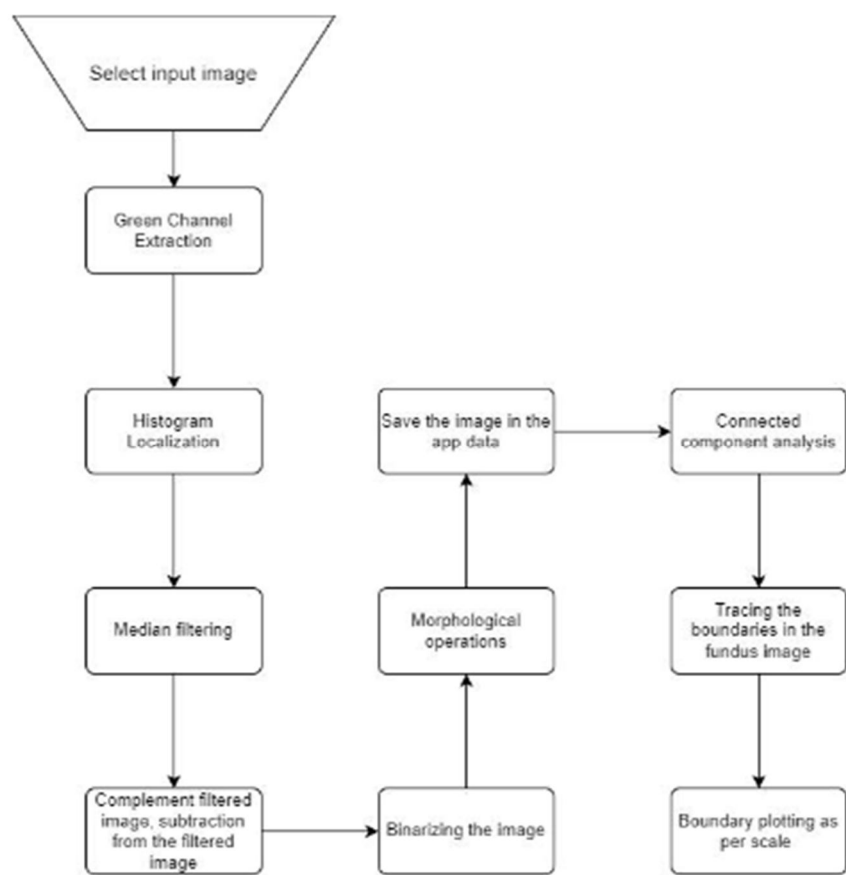 Select input image
Green Channel
Extraction
Histogram
Localization
Median filtering
Complement filtered
image, subtraction
from the filtered
image
Binarizing the image
Morphological
operations
Save the image in the
app data
Connected
component analysis
Tracing the
boundaries in the
fundus image
Boundary plotting as
per scale